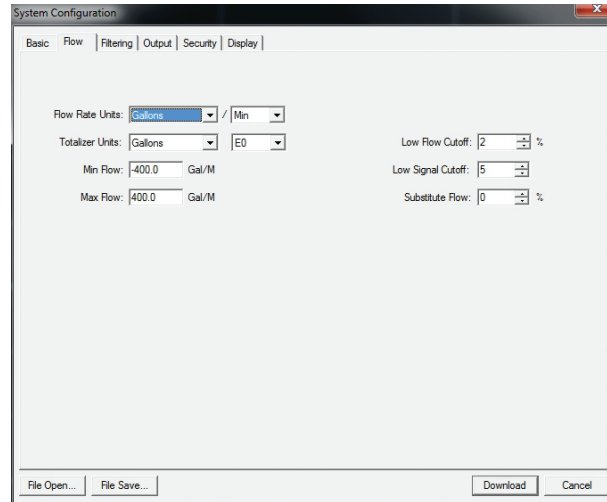 System Configuration
Basic Flow Filtering Output Security Display
Flow Rate Units: Gallons / Min
Totalizer Units: Gallons E0 Low Flow Cutoff: 2 %
Min Flow: -400.0 Gal/M Low Signal Cutoff: 5
Max Flow: 400.0 Gal/M Substitute Flow: 0 %
File Open... File Save... Download Cancel